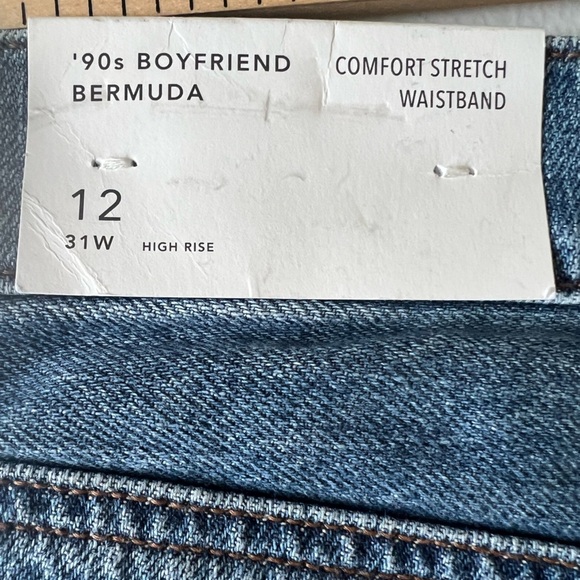 '90s BOYFRIEND
BERMUDA
COMFORT STRETCH
WAISTBAND
12
31W HIGH RISE